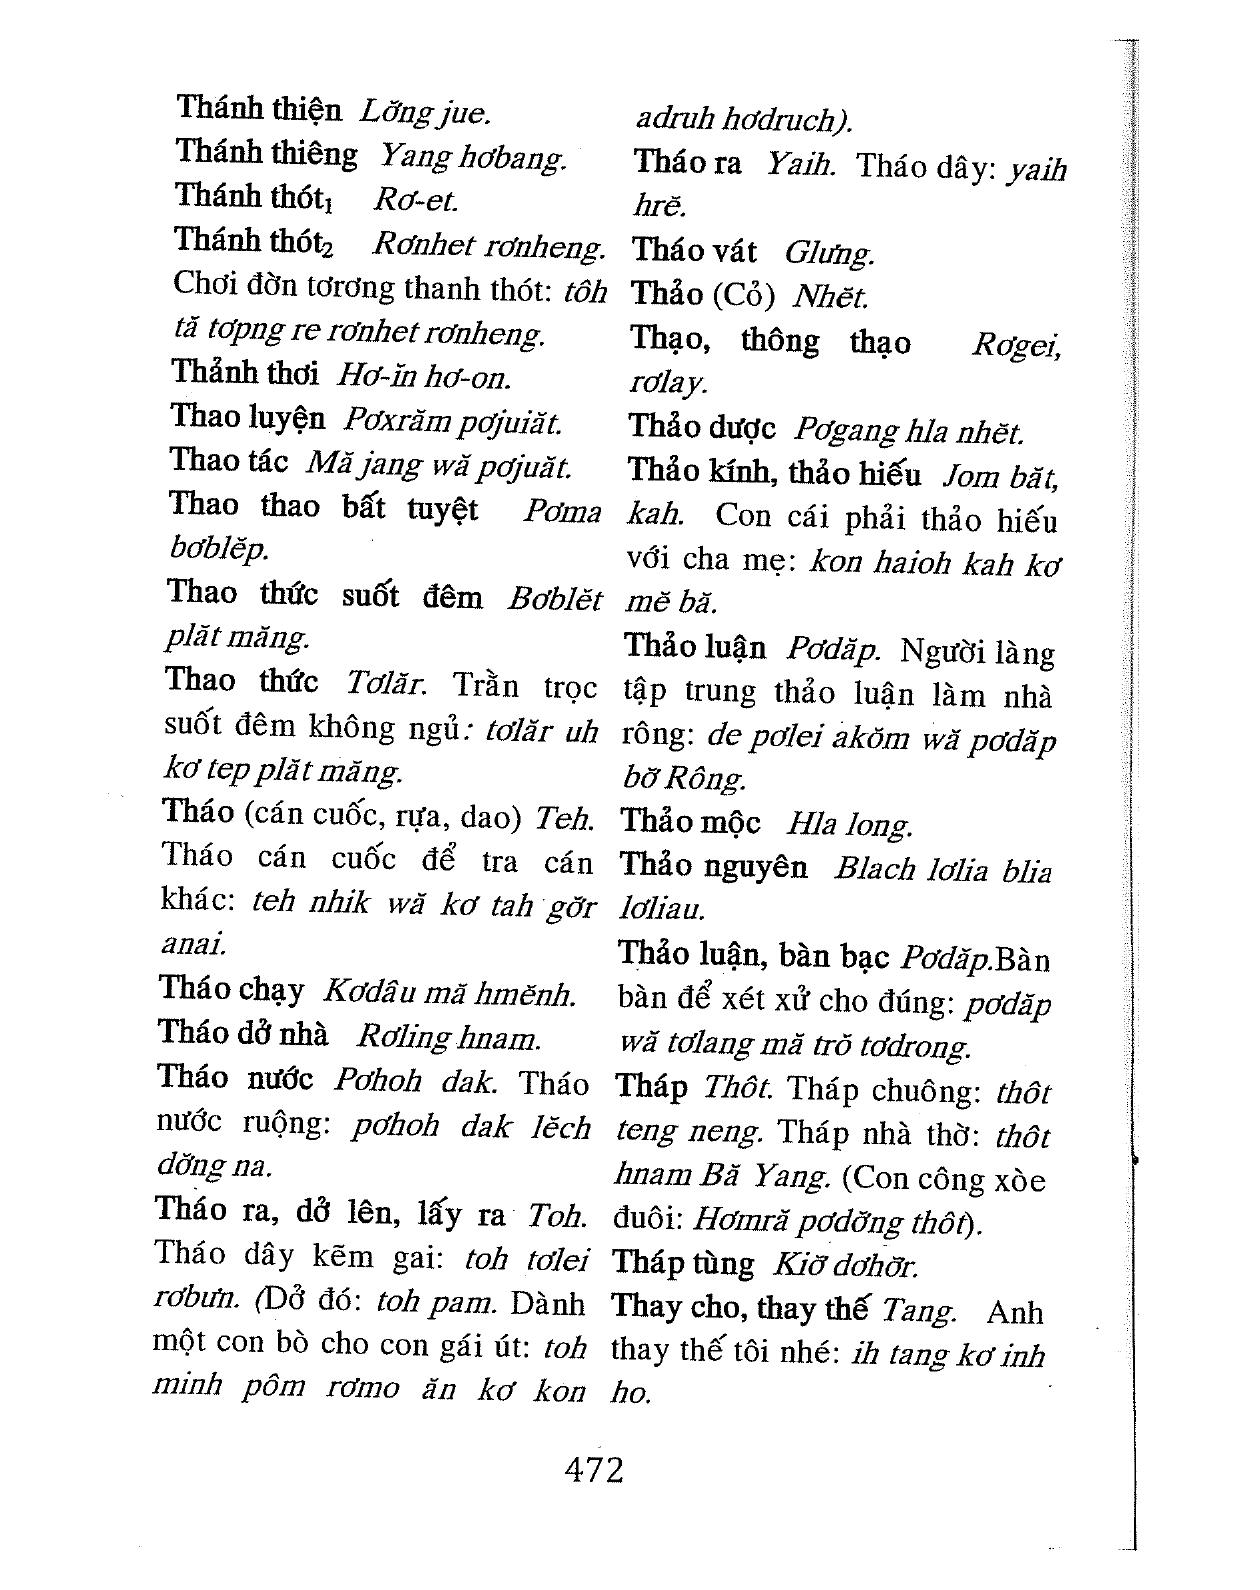 Thánh thiện Lơ̆ng jue.
Thánh thiêng Yang hơbang.
Thánh thót₁ Rơ-et.
Thánh thót₂ Rơnhet rơnheng.
Chơi đờn tơrơng thanh thót: tôh
tă tơpng re rơnhet rơnheng.
Thảnh thơi Hơ-ĭn hơ-on.
Thao luyện Pơxrăm pơjuiăt.
Thao tác Mă jang wă pơjuăt.
Thao thao bất tuyệt Pơma
bơblĕp.
Thao thức suốt đêm Bơblĕt
plăt măng.
Thao thức Tơlăr. Trần trọc
suốt đêm không ngủ: tơlăr uh
kơ tep plăt măng.
Tháo (cán cuốc, rựa, dao) Teh.
Tháo cán cuốc để tra cán
khác: teh nhik wă kơ tah gơ̆r
anai.
Tháo chạy Kơdâu mă hmĕnh.
Tháo dở nhà Rơling hnam.
Tháo nước Pơhoh dak. Tháo
nước ruộng: pơhoh dak lĕch
dơ̆ng na.
Tháo ra, dở lên, lấy ra Toh.
Tháo dây kẽm gai: toh tơlei
rơbưn. (Dở đó: toh pam. Dành
một con bò cho con gái út: toh
minh pôm rơmo ăn kơ kon
adruh hơdruch).
Tháo ra Yaih. Tháo dây: yaih
hrĕ.
Tháo vát Glưng.
Thảo (Cỏ) Nhĕt.
Thạo, thông thạo Rơgei,
rơlay.
Thảo dược Pơgang hla nhĕt.
Thảo kính, thảo hiếu Jom băt,
kah. Con cái phải thảo hiếu
với cha mẹ: kon haioh kah kơ
mĕ bă.
Thảo luận Pơdăp. Người làng
tập trung thảo luận làm nhà
rông: de pơlei akŏm wă pơdăp
bơ̆ Rông.
Thảo mộc Hla long.
Thảo nguyên Blach lơlia blia
lơliau.
Thảo luận, bàn bạc Pơdăp.Bàn
bàn để xét xử cho đúng: pơdăp
wă tơlang mă trŏ tơdrong.
Tháp Thôt. Tháp chuông: thôt
teng neng. Tháp nhà thờ: thôt
hnam Bă Yang. (Con công xòe
đuôi: Hơmră pơdơ̆ng thôt).
Tháp tùng Kiơ̆ dơhơ̆r.
Thay cho, thay thế Tang. Anh
thay thế tôi nhé: ih tang kơ inh
ho.
472